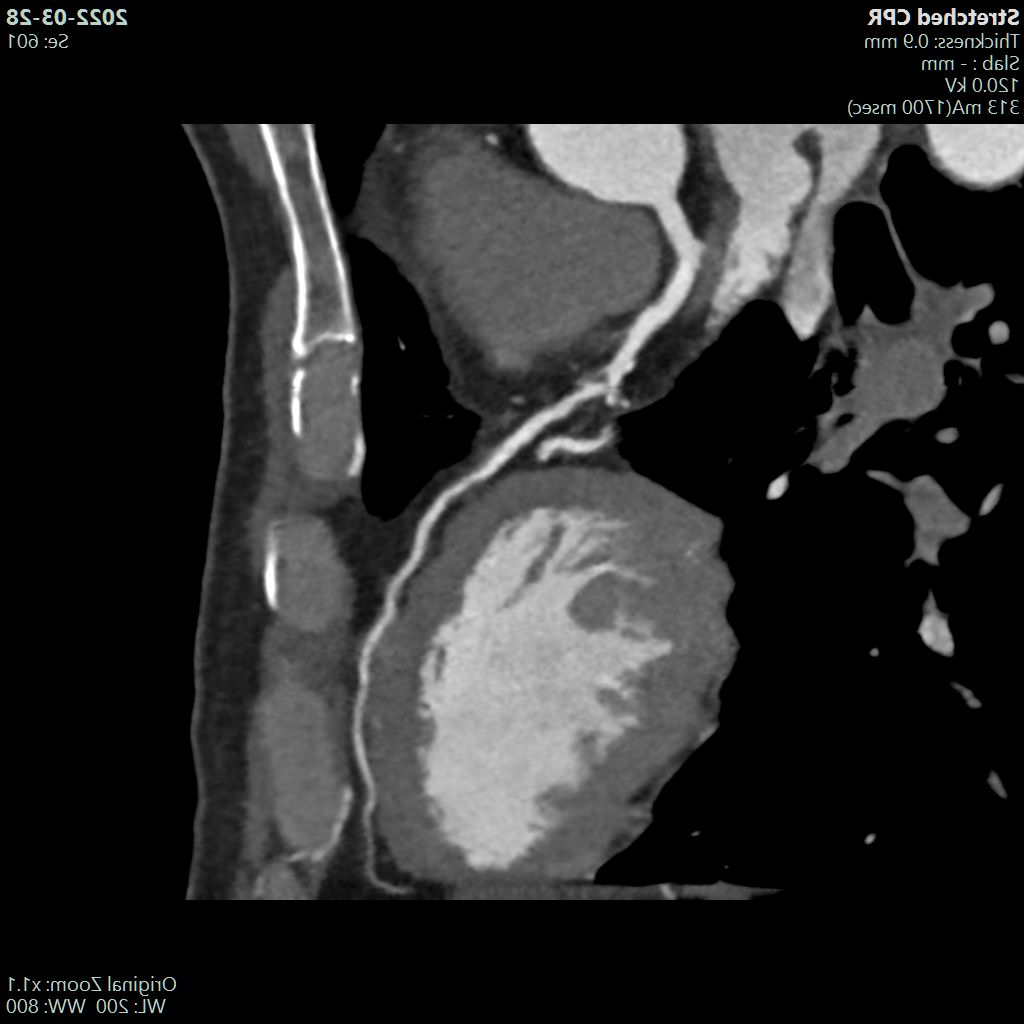 Stretched CPR
Thickness: 0.9 mm
Slab : - mm
120.0 kV
313 mA(1700 msec)
2022-03-28
Se: 601
Original Zoom: x1.1
WL: 200 WW: 800